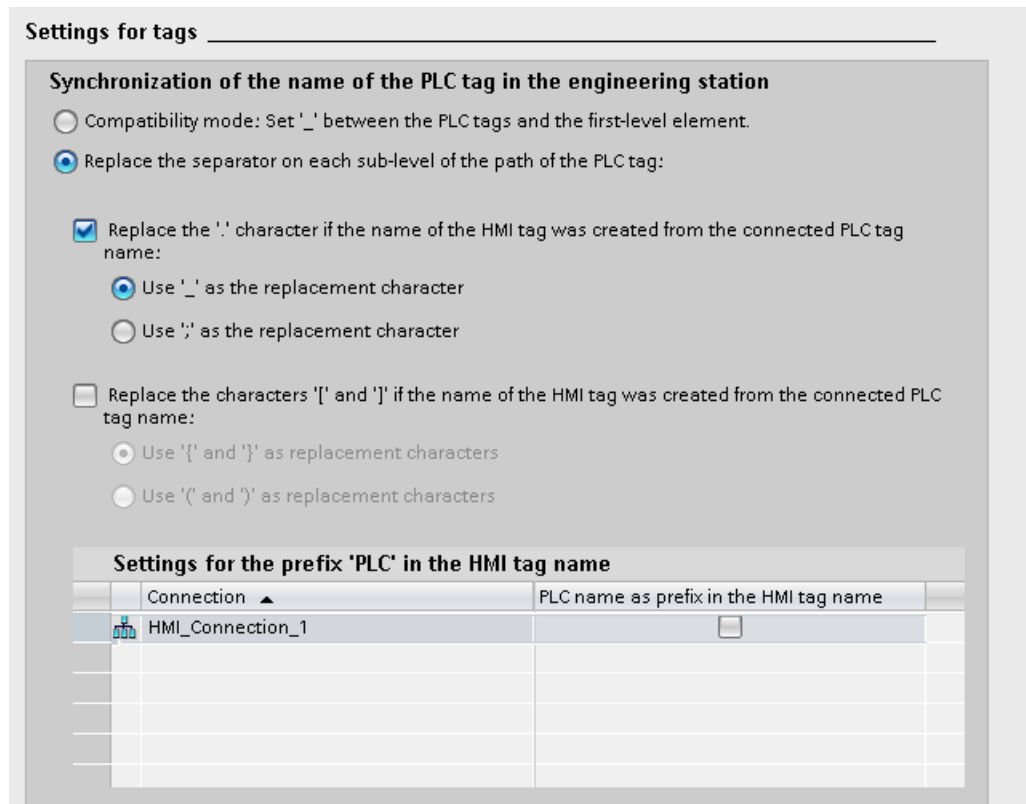 Settings for tags
Synchronization of the name of the PLC tag in the engineering station
Compatibility mode: Set '_' between the PLC tags and the first-level element.
Replace the separator on each sub-level of the path of the PLC tag:
Replace the '.' character if the name of the HMI tag was created from the connected PLC tag
name:
Use '_' as the replacement character
Use ';' as the replacement character
Replace the characters '[' and ']' if the name of the HMI tag was created from the connected PLC
tag name:
Use '{' and '}' as replacement characters
Use '(' and ')' as replacement characters
Settings for the prefix 'PLC' in the HMI tag name
Connection PLC name as prefix in the HMI tag name
HMI_Connection_1